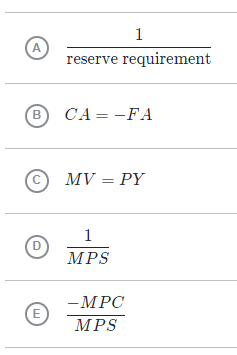 A
1
reserve requirement
B CA = −FA
C MV = PY
D
1
MPS
E
−MPC
MPS